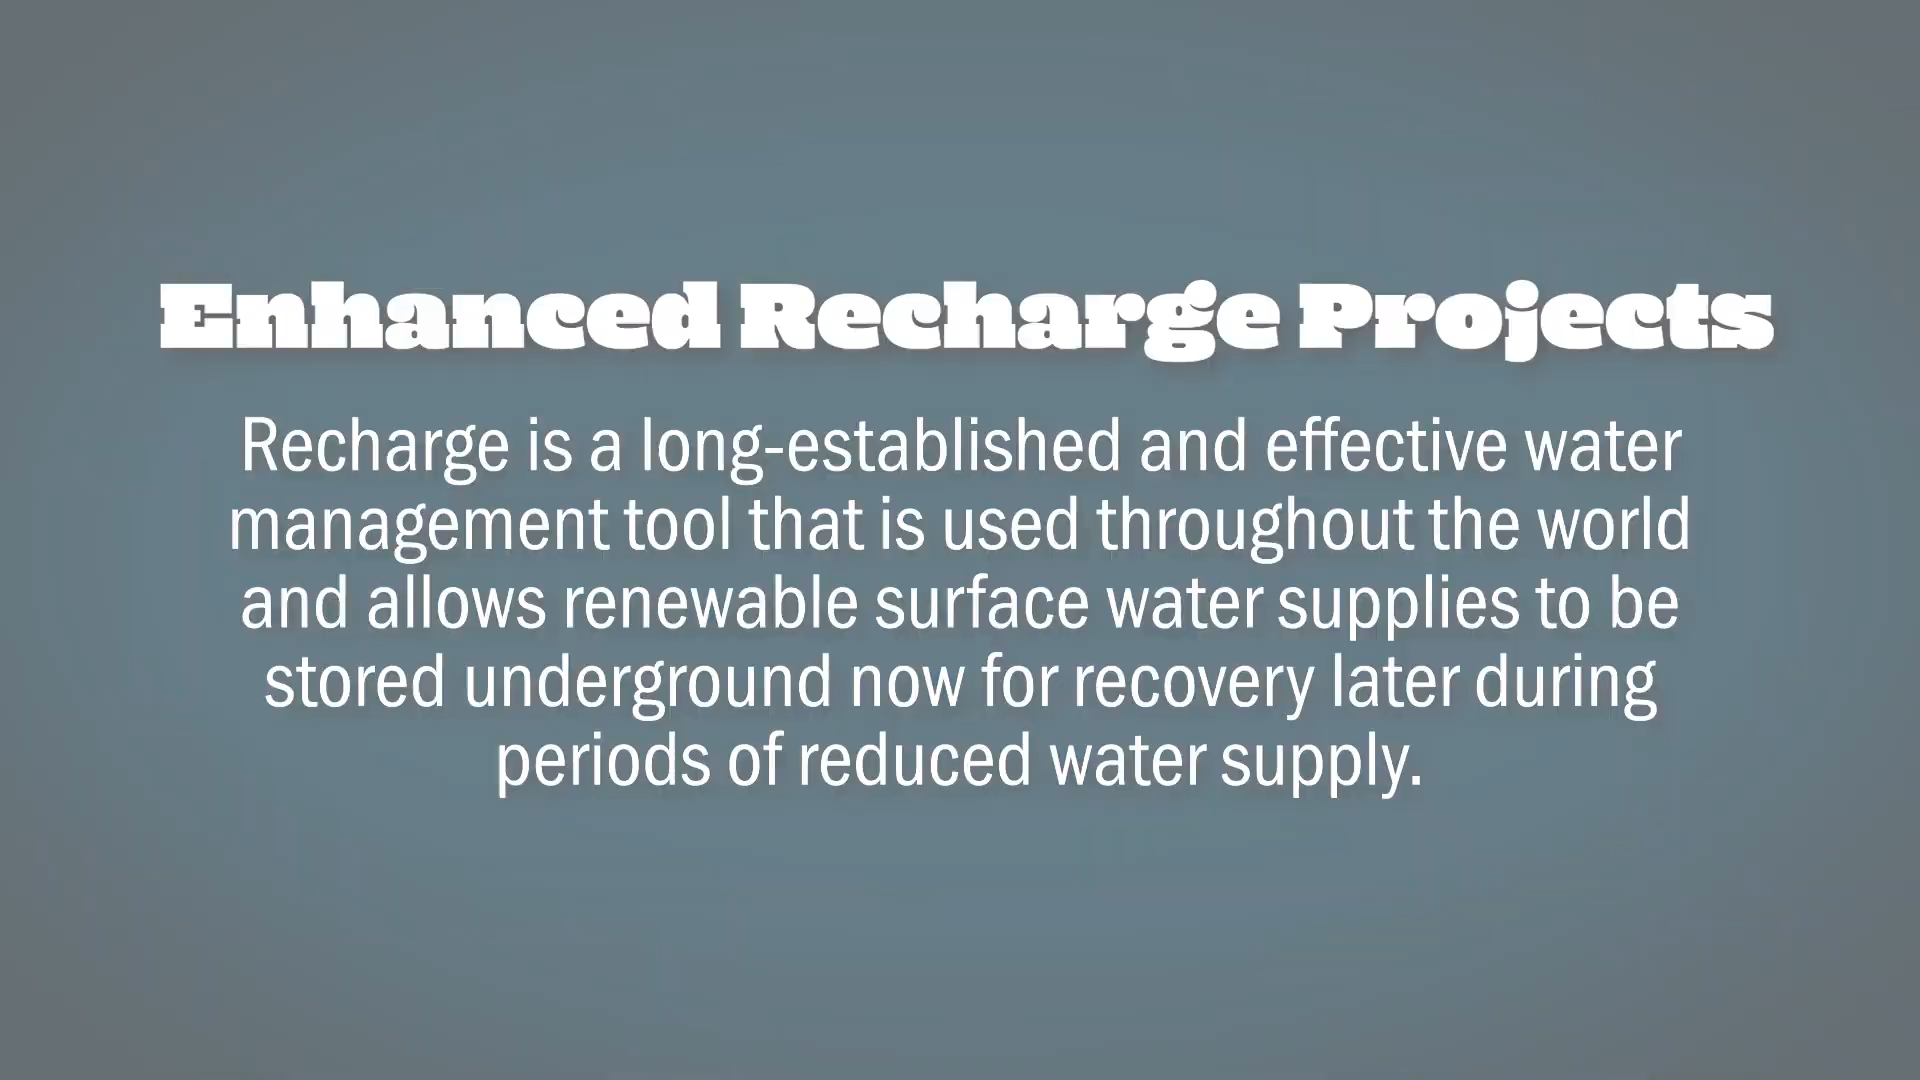 Enhanced Recharge Projects
Recharge is a long-established and effective water
management tool that is used throughout the world
and allows renewable surface water supplies to be
stored underground now for recovery later during
periods of reduced water supply.